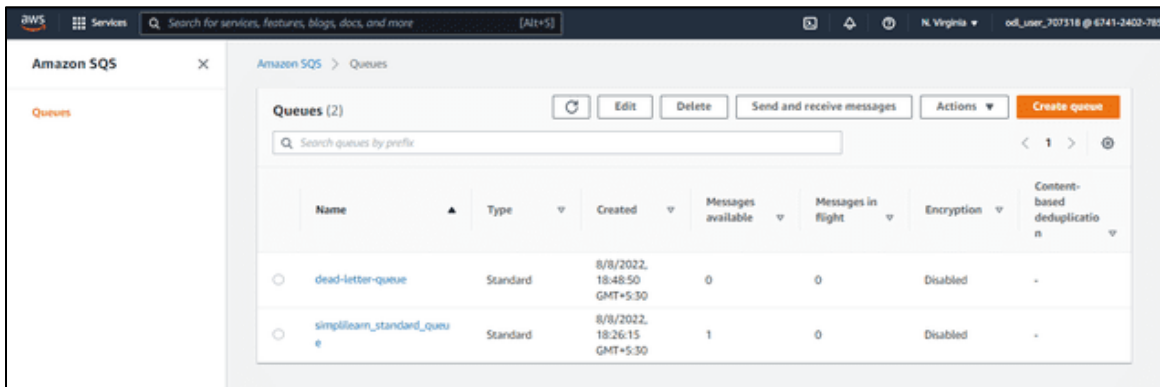 aws
Services
Search for services, features, blogs, docs, and more
[Alt+S]
N. Virginia
odl_user_707318 @ 6741-2402-785
Amazon SQS
Amazon SQS > Queues
Queues
Queues (2)
Edit
Delete
Send and receive messages
Actions
Create queue
Search queues by prefix
1
Name
Type
Created
Messages
available
Messages in
flight
Encryption
Content-
based
deduplicatio
n
dead-letter-queue
Standard
8/8/2022,
18:48:50
GMT+5:30
0
0
Disabled
-
simplilearn_standard_queu
e
Standard
8/8/2022,
18:26:15
GMT+5:30
1
0
Disabled
-